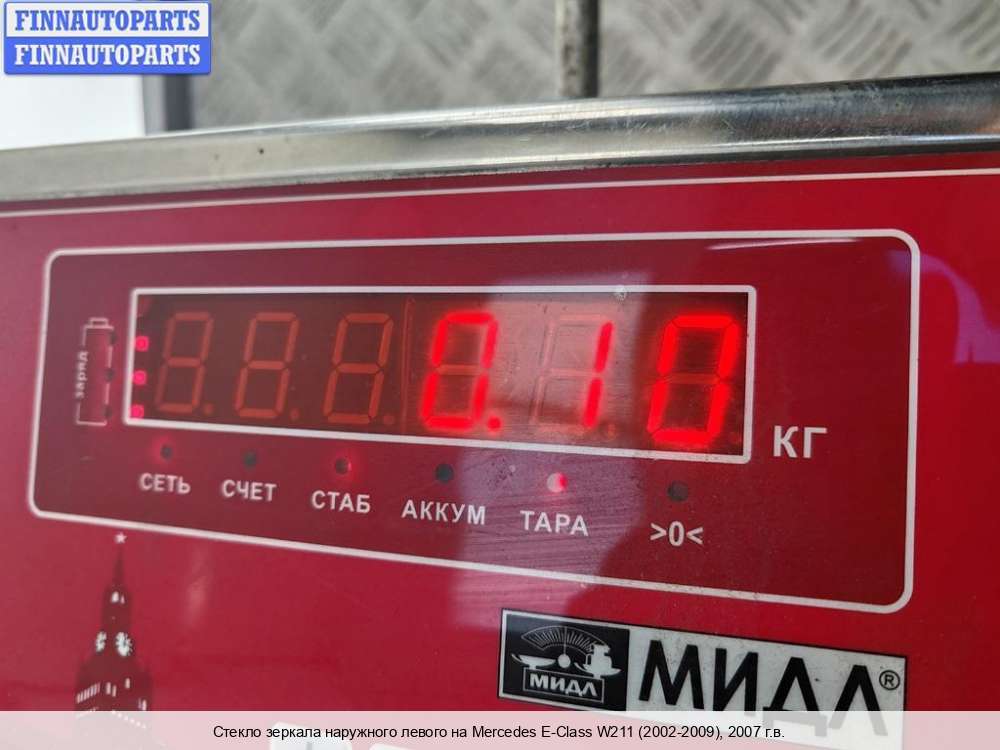 FINNAUTOPARTS
FINNAUTOPARTS
заряд
0.10 КГ
СЕТЬ СЧЕТ СТАБ АККУМ ТАРА >0<
МИДЛ МИДЛ®
Стекло зеркала наружного левого на Mercedes E-Class W211 (2002-2009), 2007 г.в.